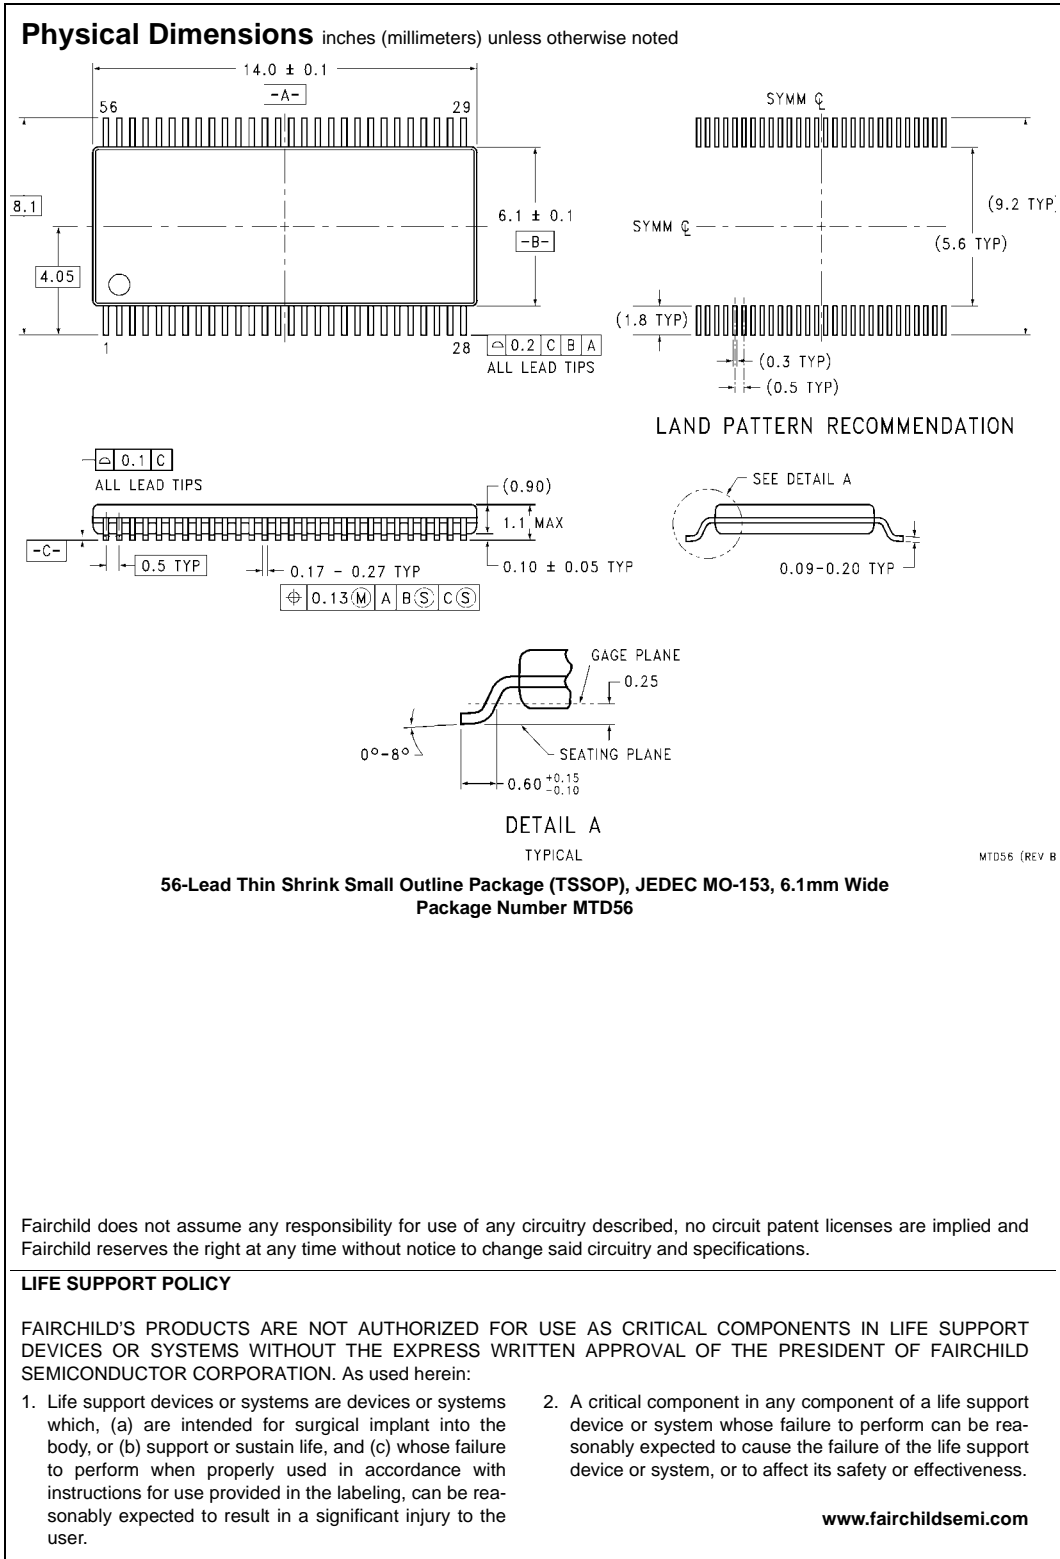 Physical Dimensions inches (millimeters) unless otherwise noted
14.0 ± 0.1
-A-
56
29
8.1
4.05
6.1 ± 0.1
-B-
1
28
⌓ 0.2 C B A
ALL LEAD TIPS
SYMM ℄
SYMM ℄
(9.2 TYP)
(5.6 TYP)
(1.8 TYP)
(0.3 TYP)
(0.5 TYP)
LAND PATTERN RECOMMENDATION
⌓ 0.1 C
ALL LEAD TIPS
(0.90)
1.1 MAX
-C-
0.5 TYP
0.17 - 0.27 TYP
0.10 ± 0.05 TYP
⌖ 0.13 Ⓜ A B Ⓢ C Ⓢ
SEE DETAIL A
0.09-0.20 TYP
GAGE PLANE
0.25
0°-8°
SEATING PLANE
0.60 +0.15 -0.10
DETAIL A
TYPICAL
MTD56 (REV B
56-Lead Thin Shrink Small Outline Package (TSSOP), JEDEC MO-153, 6.1mm Wide
Package Number MTD56
Fairchild does not assume any responsibility for use of any circuitry described, no circuit patent licenses are implied and
Fairchild reserves the right at any time without notice to change said circuitry and specifications.
LIFE SUPPORT POLICY
FAIRCHILD'S PRODUCTS ARE NOT AUTHORIZED FOR USE AS CRITICAL COMPONENTS IN LIFE SUPPORT
DEVICES OR SYSTEMS WITHOUT THE EXPRESS WRITTEN APPROVAL OF THE PRESIDENT OF FAIRCHILD
SEMICONDUCTOR CORPORATION. As used herein:
1. Life support devices or systems are devices or systems
which, (a) are intended for surgical implant into the
body, or (b) support or sustain life, and (c) whose failure
to perform when properly used in accordance with
instructions for use provided in the labeling, can be rea-
sonably expected to result in a significant injury to the
user.
2. A critical component in any component of a life support
device or system whose failure to perform can be rea-
sonably expected to cause the failure of the life support
device or system, or to affect its safety or effectiveness.
www.fairchildsemi.com